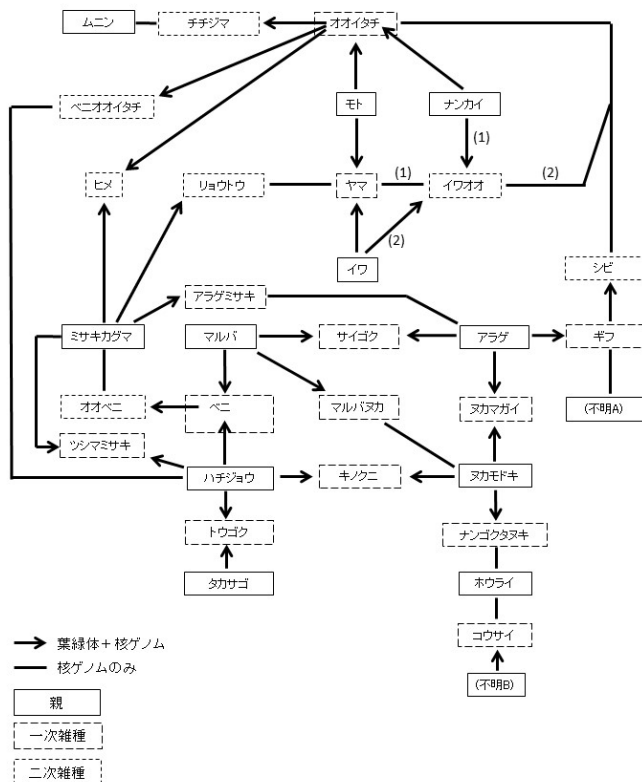 ムニン
チチジマ
オオイタチ
ベニオオイタチ
モト
ナンカイ
(1)
ヒメ
リョウトウ
ヤマ
(1)
イワオオ
(2)
(2)
イワ
シビ
アラゲミサキ
ミサキカグマ
マルバ
サイゴク
アラゲ
ギフ
オオベニ
ベニ
マルバヌカ
ヌカマガイ
(不明A)
ツシマミサキ
ハチジョウ
キノクニ
ヌカモドキ
トウゴク
ナンゴクタヌキ
タカサゴ
ホウライ
コウサイ
(不明B)
葉緑体+核ゲノム
核ゲノムのみ
親
一次雑種
二次雑種